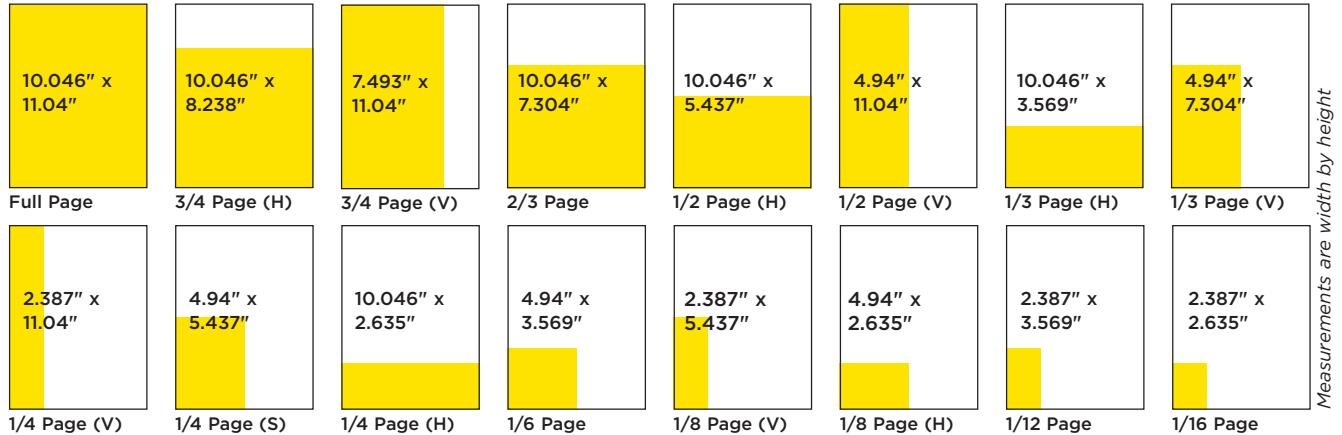 10.046" x
11.04"
Full Page
10.046" x
8.238"
3/4 Page (H)
7.493" x
11.04"
3/4 Page (V)
10.046" x
7.304"
2/3 Page
10.046" x
5.437"
1/2 Page (H)
4.94" x
11.04"
1/2 Page (V)
10.046" x
3.569"
1/3 Page (H)
4.94" x
7.304"
1/3 Page (V)
2.387" x
11.04"
1/4 Page (V)
4.94" x
5.437"
1/4 Page (S)
10.046" x
2.635"
1/4 Page (H)
4.94" x
3.569"
1/6 Page
2.387" x
5.437"
1/8 Page (V)
4.94" x
2.635"
1/8 Page (H)
2.387" x
3.569"
1/12 Page
2.387" x
2.635"
1/16 Page
Measurements are width by height